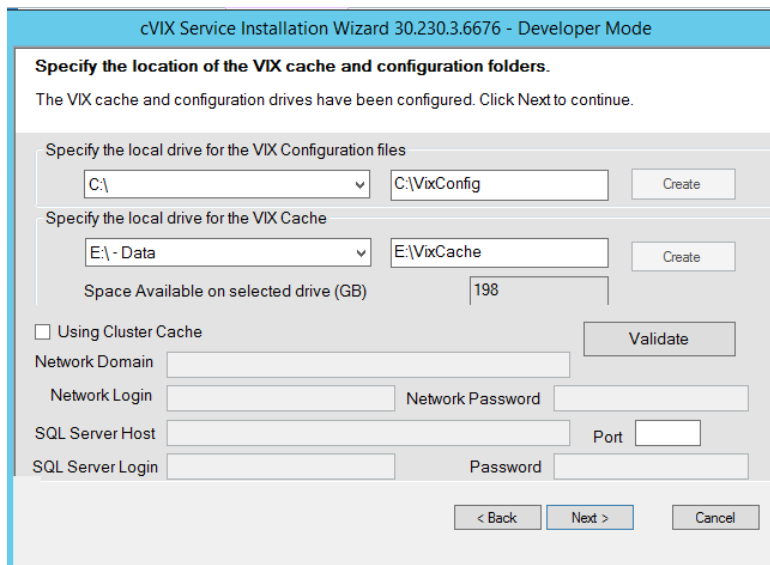 cVIX Service Installation Wizard 30.230.3.6676 - Developer Mode
Specify the location of the VIX cache and configuration folders.
The VIX cache and configuration drives have been configured. Click Next to continue.
Specify the local drive for the VIX Configuration files
C:\ C:\VixConfig Create
Specify the local drive for the VIX Cache
E:\ - Data E:\VixCache Create
Space Available on selected drive (GB) 198
Using Cluster Cache Validate
Network Domain
Network Login Network Password
SQL Server Host Port
SQL Server Login Password
< Back Next > Cancel